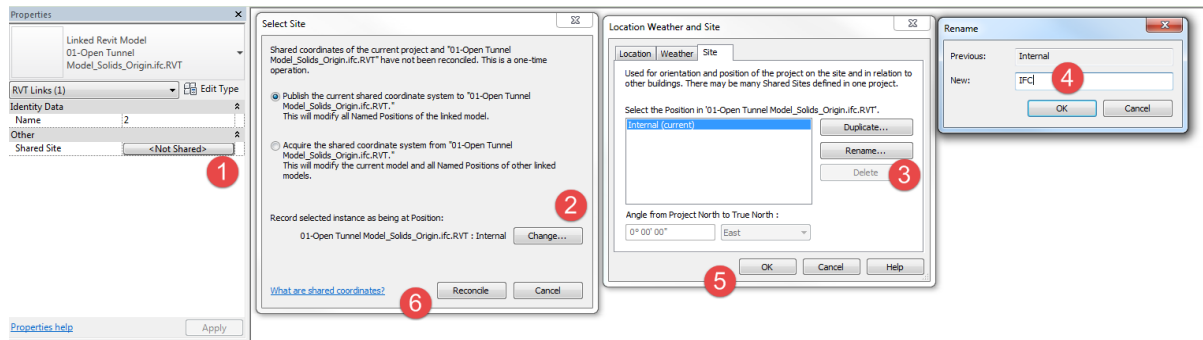 Properties
Linked Revit Model
01-Open Tunnel
Model_Solids_Origin.ifc.RVT
RVT Links (1)
Edit Type
Identity Data
Name 2
Other
Shared Site <Not Shared>
1
Properties help
Apply
Select Site
Shared coordinates of the current project and "01-Open Tunnel
Model_Solids_Origin.ifc.RVT" have not been reconciled. This is a one-time
operation.
Publish the current shared coordinate system to "01-Open Tunnel
Model_Solids_Origin.ifc.RVT."
This will modify all Named Positions of the linked model.
Acquire the shared coordinate system from "01-Open Tunnel
Model_Solids_Origin.ifc.RVT."
This will modify the current model and all Named Positions of other linked
models.
2
Record selected instance as being at Position:
01-Open Tunnel Model_Solids_Origin.ifc.RVT : Internal
Change...
What are shared coordinates?
6
Reconcile
Cancel
Location Weather and Site
Location
Weather
Site
Used for orientation and position of the project on the site and in relation to
other buildings. There may be many Shared Sites defined in one project.
Select the Position in '01-Open Tunnel Model_Solids_Origin.ifc.RVT'.
Internal (current)
Duplicate...
Rename...
Delete
3
Angle from Project North to True North :
0° 00' 00"
East
5
OK
Cancel
Help
Rename
Previous: Internal
New: IFC
4
OK
Cancel